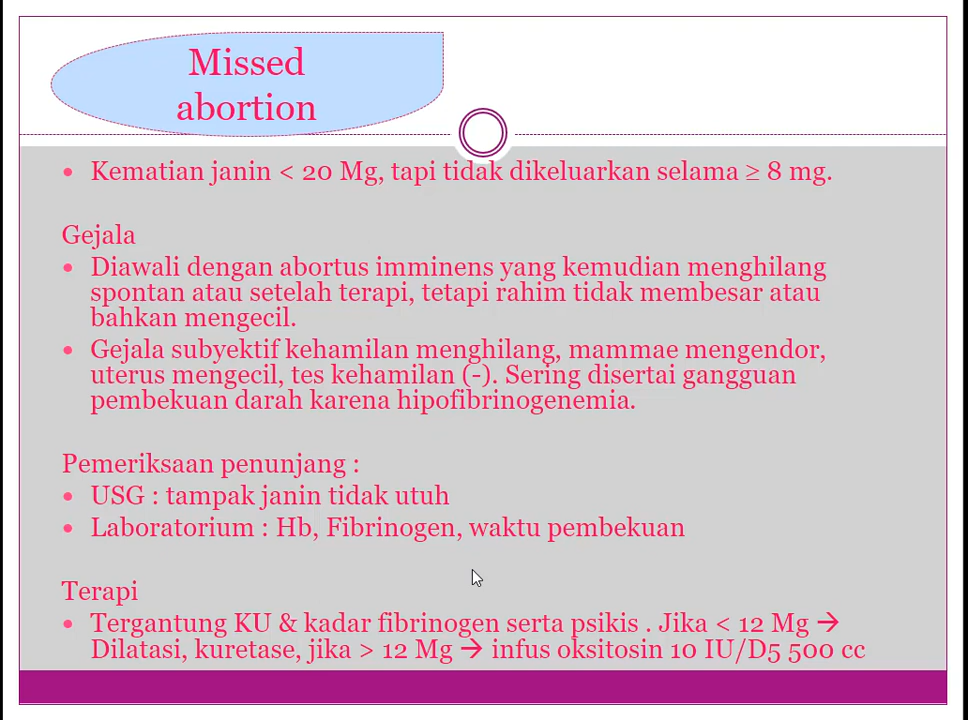 Missed
abortion
• Kematian janin < 20 Mg, tapi tidak dikeluarkan selama ≥ 8 mg.
Gejala
• Diawali dengan abortus imminens yang kemudian menghilang
spontan atau setelah terapi, tetapi rahim tidak membesar atau
bahkan mengecil.
• Gejala subyektif kehamilan menghilang, mammae mengendor,
uterus mengecil, tes kehamilan (-). Sering disertai gangguan
pembekuan darah karena hipofibrinogenemia.
Pemeriksaan penunjang :
• USG : tampak janin tidak utuh
• Laboratorium : Hb, Fibrinogen, waktu pembekuan
Terapi
• Tergantung KU & kadar fibrinogen serta psikis . Jika < 12 Mg →
Dilatasi, kuretase, jika > 12 Mg → infus oksitosin 10 IU/D5 500 cc